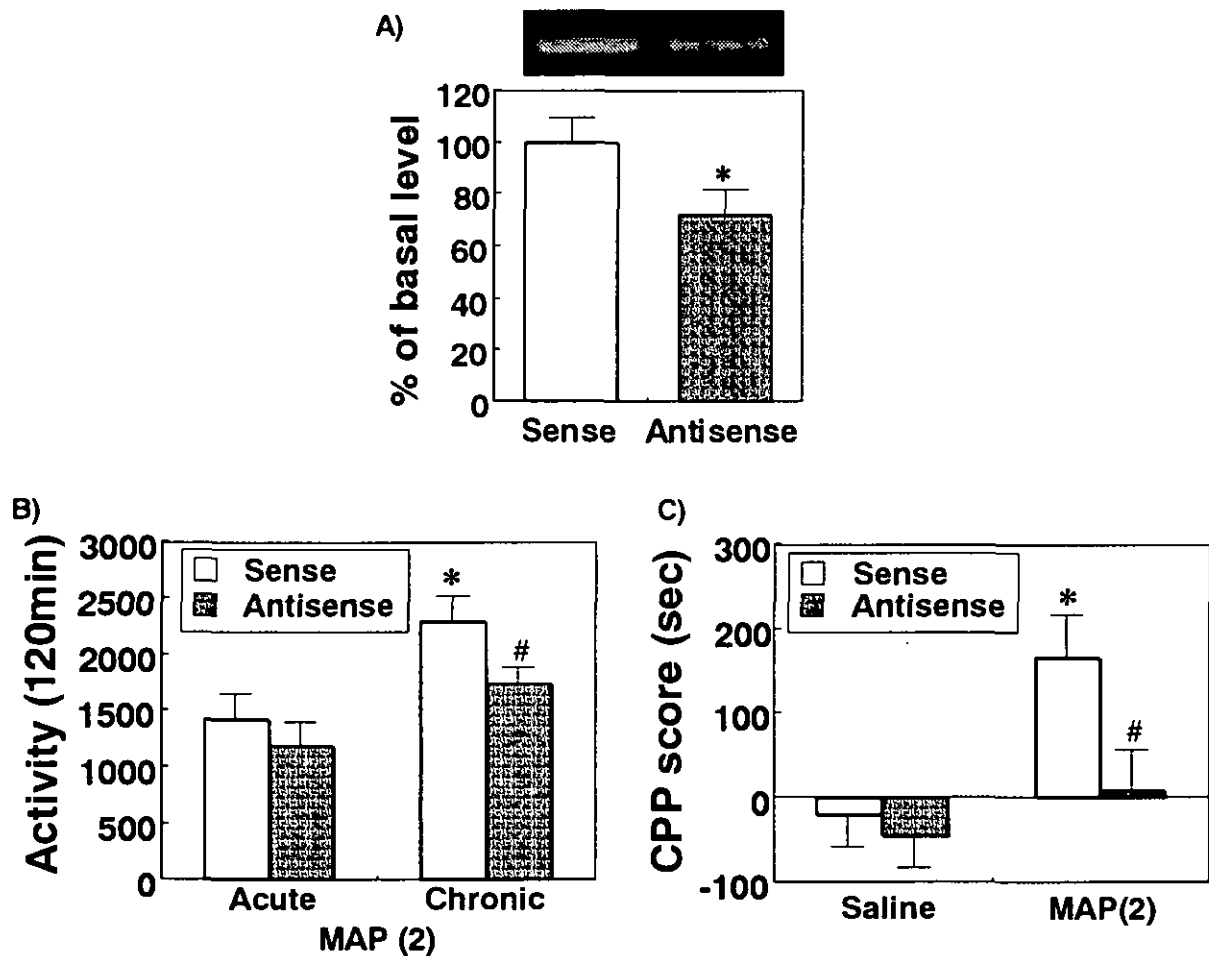 A)
120
100
80
60
40
20
0
% of basal level
*
Sense Antisense
B)
3000
2500
2000
1500
1000
500
0
Activity (120min)
Sense
Antisense
*
#
Acute Chronic
MAP (2)
C)
300
200
100
0
-100
CPP score (sec)
Sense
Antisense
*
#
Saline MAP(2)